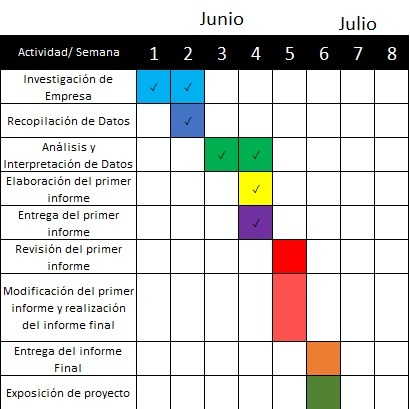 Junio
Julio
Actividad/ Semana 1 2 3 4 5 6 7 8
Investigación de
Empresa ✓ ✓
Recopilación de Datos ✓
Análisis y
Interpretación de Datos ✓ ✓
Elaboración del primer
informe ✓
Entrega del primer
informe ✓
Revisión del primer
informe
Modificación del primer
informe y realización
del informe final
Entrega del informe
Final
Exposición de proyecto